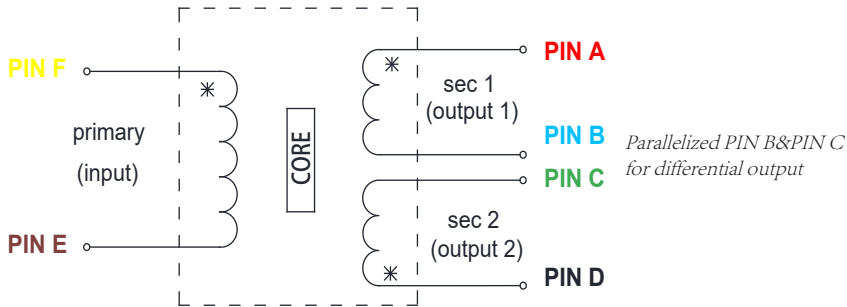 PIN F
primary
(input)
PIN E
CORE
sec 1
(output 1)
sec 2
(output 2)
PIN A
PIN B
PIN C
PIN D
Parallelized PIN B&PIN C
for differential output